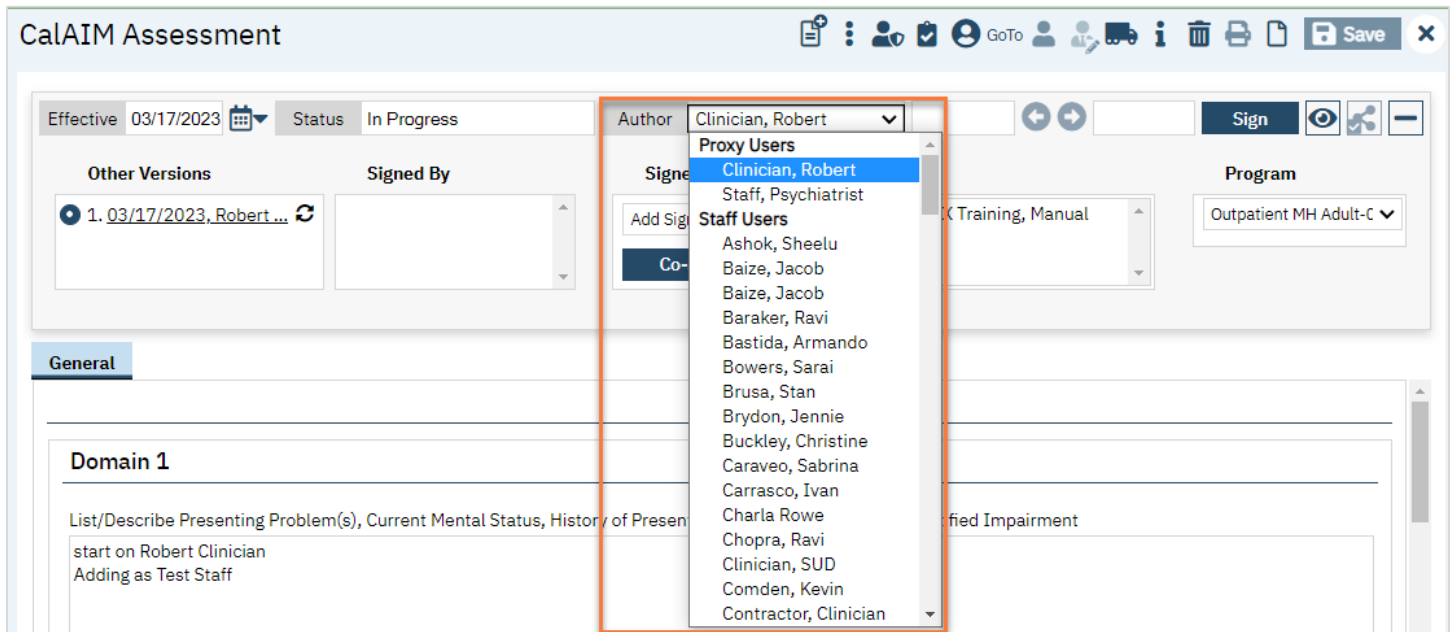 CalAIM Assessment
GoTo
Save
Effective 03/17/2023 Status In Progress Author Clinician, Robert Sign
Other Versions Signed By Signe Program
1. 03/17/2023, Robert ...
Add Sig
Training, Manual
Outpatient MH Adult-
Co-
Proxy Users
Clinician, Robert
Staff, Psychiatrist
Staff Users
Ashok, Sheelu
Baize, Jacob
Baize, Jacob
Baraker, Ravi
Bastida, Armando
Bowers, Sarai
Brusa, Stan
Brydon, Jennie
Buckley, Christine
Caraveo, Sabrina
Carrasco, Ivan
Charla Rowe
Chopra, Ravi
Clinician, SUD
Comden, Kevin
Contractor, Clinician
General
Domain 1
List/Describe Presenting Problem(s), Current Mental Status, History of Presen fied Impairment
start on Robert Clinician
Adding as Test Staff